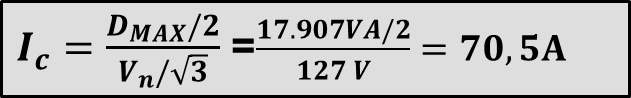 I_c = (D_MAX/2)/(V_n/√3) = (17.907VA/2)/(127 V) = 70,5A